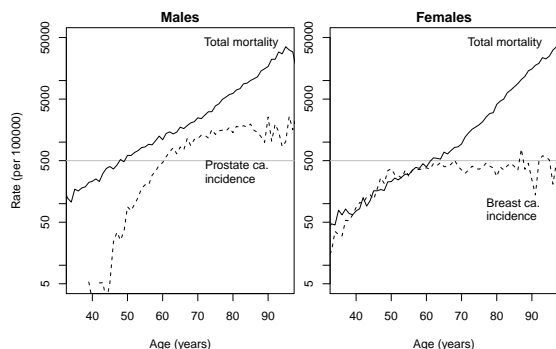 Males
Females
Total mortality
Prostate ca.
incidence
Total mortality
Breast ca.
incidence
Rate (per 100000)
50000
5000
500
50
5
50000
5000
500
50
5
40 50 60 70 80 90
40 50 60 70 80 90
Age (years)
Age (years)